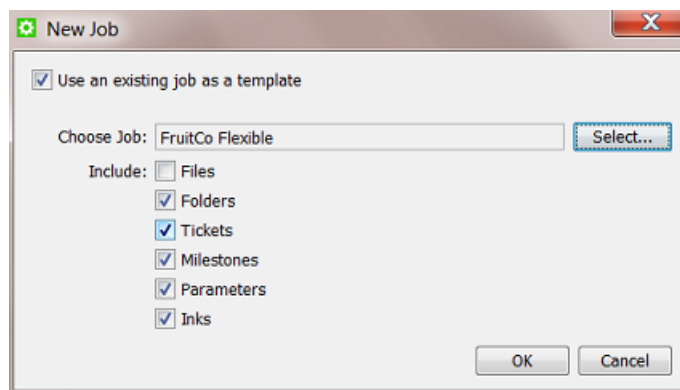 New Job
Use an existing job as a template
Choose Job: FruitCo Flexible Select...
Include: Files
Folders
Tickets
Milestones
Parameters
Inks
OK Cancel